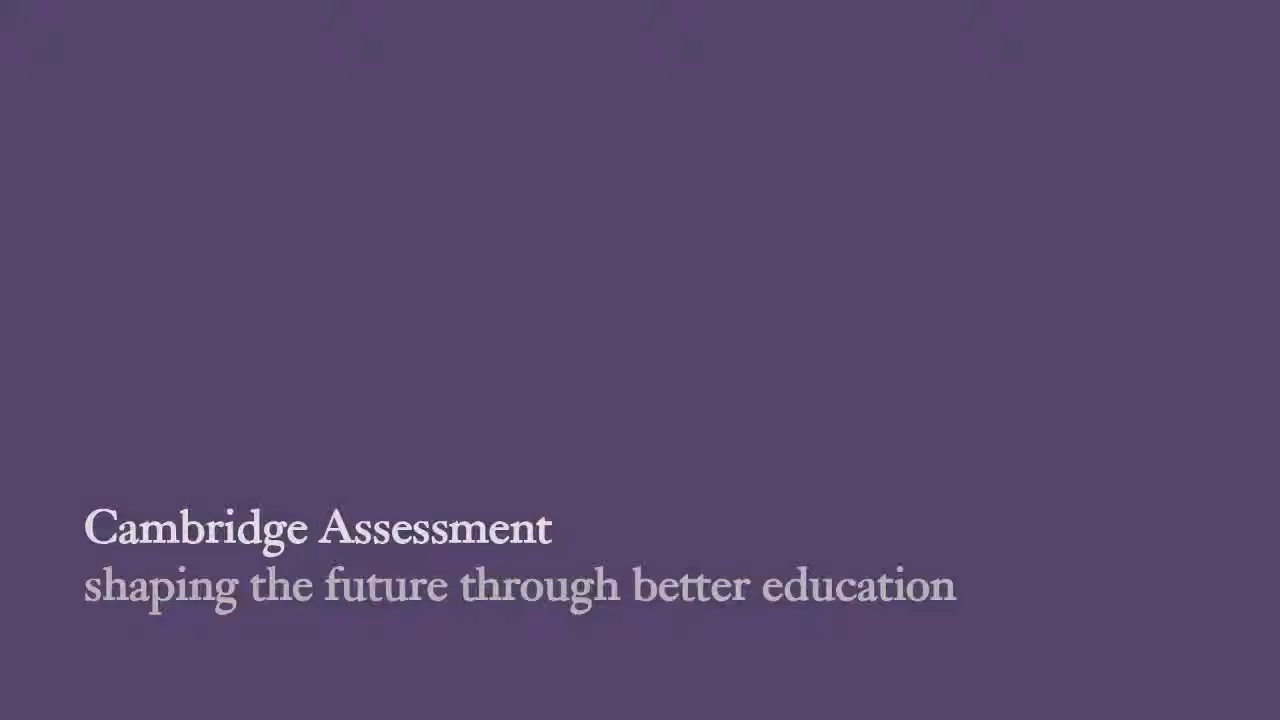 Cambridge Assessment
shaping the future through better education